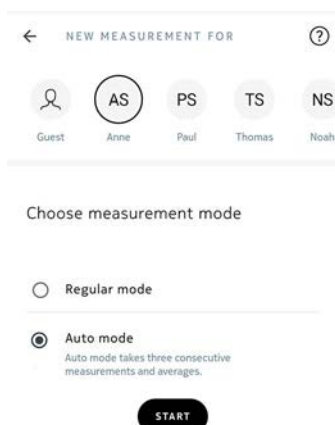 NEW MEASUREMENT FOR ?
AS PS TS NS
Guest Anne Paul Thomas Noah
Choose measurement mode
Regular mode
Auto mode
Auto mode takes three consecutive
measurements and averages.
START